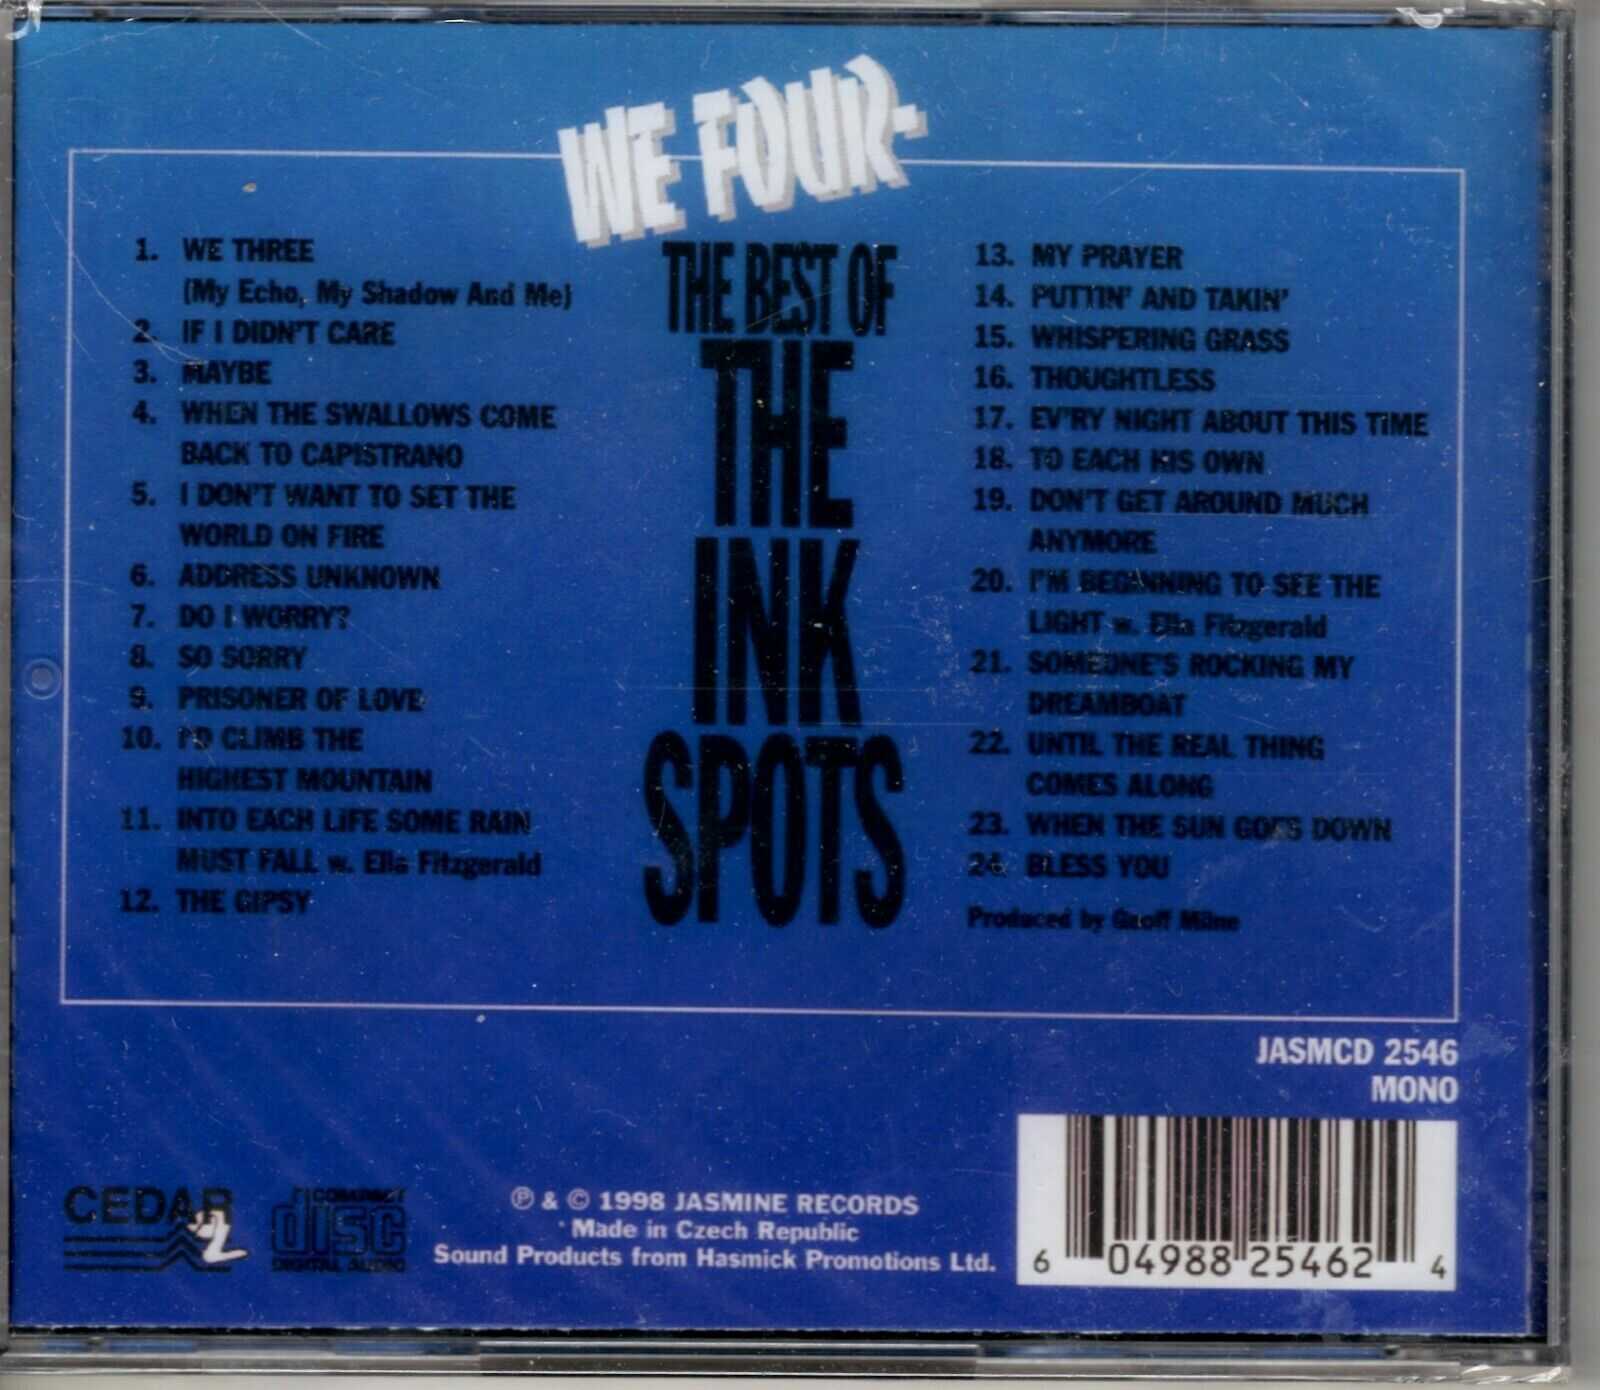 WE FOUR-
THE BEST OF
THE
INK
SPOTS
1. WE THREE
(My Echo, My Shadow And Me)
2. IF I DIDN'T CARE
3. MAYBE
4. WHEN THE SWALLOWS COME
BACK TO CAPISTRANO
5. I DON'T WANT TO SET THE
WORLD ON FIRE
6. ADDRESS UNKNOWN
7. DO I WORRY?
8. SO SORRY
9. PRISONER OF LOVE
10. I'D CLIMB THE
HIGHEST MOUNTAIN
11. INTO EACH LIFE SOME RAIN
MUST FALL w. Ella Fitzgerald
12. THE GIPSY
13. MY PRAYER
14. PUTTIN' AND TAKIN'
15. WHISPERING GRASS
16. THOUGHTLESS
17. EV'RY NIGHT ABOUT THIS TIME
18. TO EACH HIS OWN
19. DON'T GET AROUND MUCH
ANYMORE
20. I'M BEGINNING TO SEE THE
LIGHT w. Ella Fitzgerald
21. SOMEONE'S ROCKING MY
DREAMBOAT
22. UNTIL THE REAL THING
COMES ALONG
23. WHEN THE SUN GOES DOWN
24. BLESS YOU
Produced by Geoff Milne
JASMCD 2546
MONO
CEDAR 2
COMPACT
disc
DIGITAL AUDIO
℗ & © 1998 JASMINE RECORDS
Made in Czech Republic
Sound Products from Hasmick Promotions Ltd.
6 04988 25462 4